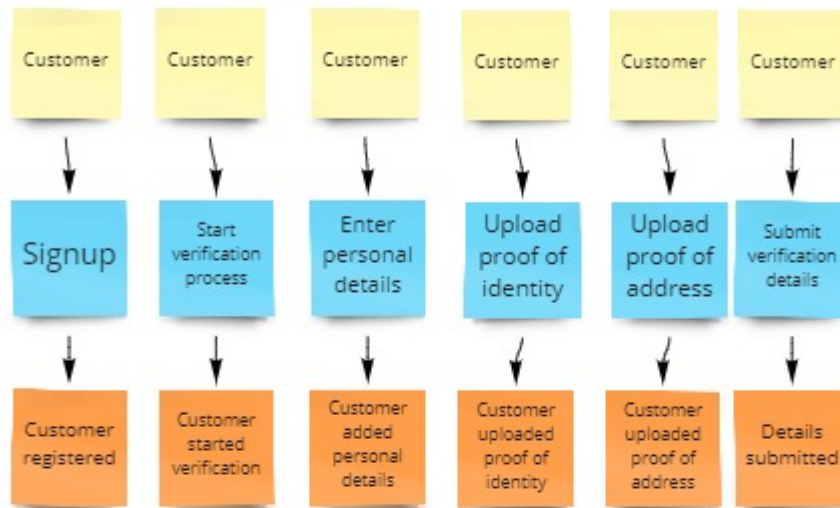 Customer
Customer
Customer
Customer
Customer
Customer
Signup
Start
verification
process
Enter
personal
details
Upload
proof of
identity
Upload
proof of
address
Submit
verification
details
Customer
registered
Customer
started
verification
Customer
added
personal
details
Customer
uploaded
proof of
identity
Customer
uploaded
proof of
address
Details
submitted